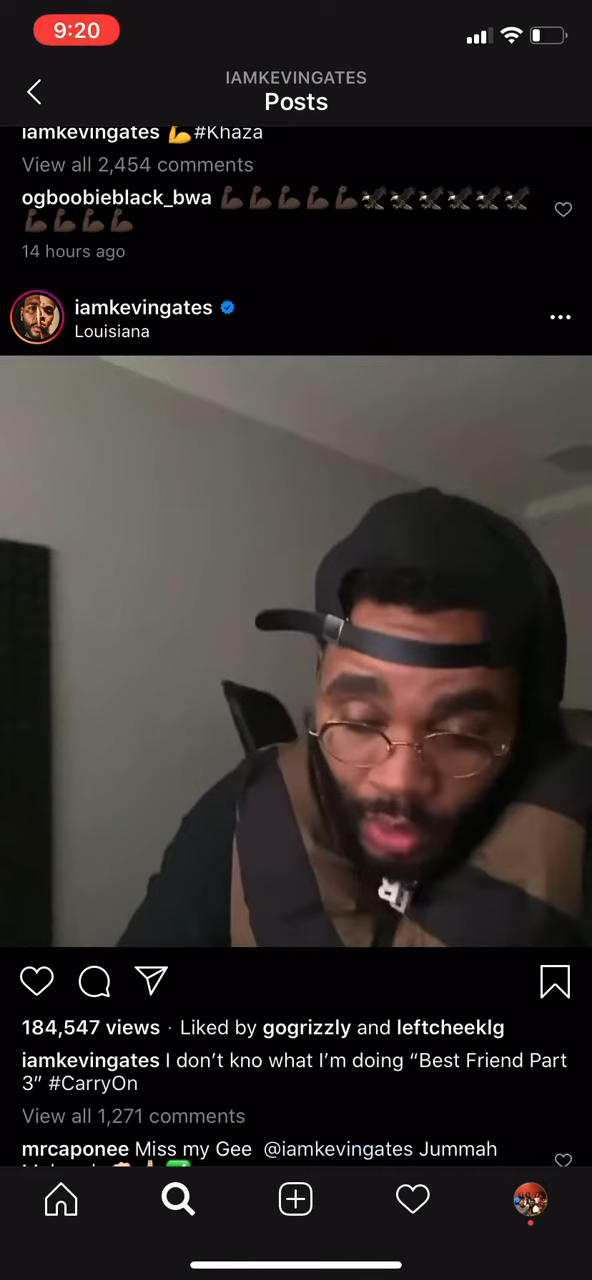 9:20
IAMKEVINGATES
Posts
iamkevingates 💪 #Khaza
View all 2,454 comments
ogboobieblack_bwa 💪🏿💪🏿💪🏿💪🏿💪🏿🦅🦅🦅🦅🦅🦅
💪🏿💪🏿💪🏿💪🏿
14 hours ago
iamkevingates
Louisiana
184,547 views · Liked by gogrizzly and leftcheeklg
iamkevingates I don't kno what I'm doing “Best Friend Part
3” #CarryOn
View all 1,271 comments
mrcaponee Miss my Gee @iamkevingates Jummah